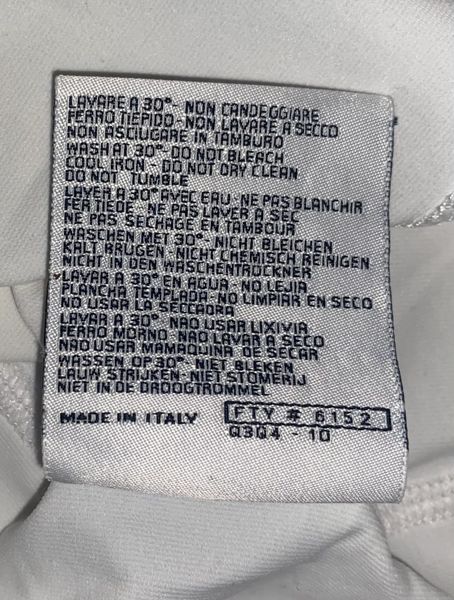 LAVARE A 30° - NON CANDEGGIARE
FERRO TIEPIDO - NON LAVARE A SECCO
NON ASCIUGARE IN TAMBURO
WASH AT 30° - DO NOT BLEACH
COOL IRON - DO NOT DRY CLEAN
DO NOT TUMBLE
LAVER A 30° AVEC EAU - NE PAS BLANCHIR
FER TIEDE - NE PAS LAVER A SEC
NE PAS SECHAGE EN TAMBOUR
WASCHEN MET 30° - NICHT BLEICHEN
KALT BRUGEN - NICHT CHEMISCH REINIGEN
NICHT IN DEN WASCHENTROCKNER
LAVAR A 30° EN AGUA - NO LEJIA
PLANCHA TEMPLADA - NO LIMPIAR EN SECO
NO USAR LA SECCADRA
LAVAR A 30° - NAO USAR LIXIVIA
FERRO MORNO - NAO LAVAR A SECO
NAO USAR MAMAQUINA DE SECAR
WASSEN OP 30° - NIET BLEKEN
LAUW STRIJKEN - NIET STOMERIJ
NIET IN DE DROOGTROMMEL
MADE IN ITALY FTY # 6152
Q3Q4 - 10